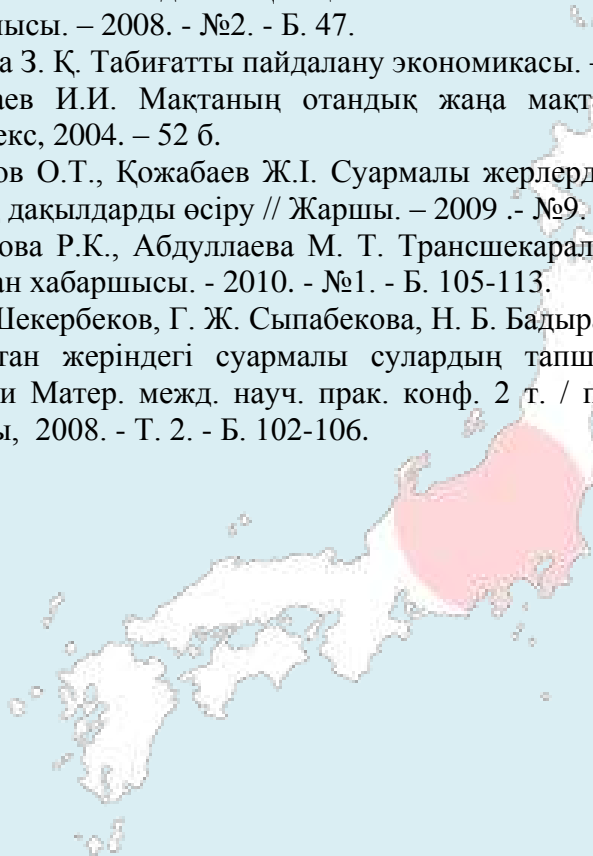 ысы. – 2008. - №2. - Б. 47.
а З. Қ. Табиғатты пайдалану экономикасы. -
аев И.И. Мақтаның отандық жаңа мақт
екс, 2004. – 52 б.
ов О.Т., Қожабаев Ж.І. Суармалы жерлерд
дақылдарды өсіру // Жаршы. – 2009 .- №9.
ова Р.К., Абдуллаева М. Т. Трансшекарал
ан хабаршысы. - 2010. - №1. - Б. 105-113.
Шекербеков, Г. Ж. Сыпабекова, Н. Б. Бадыра
тан жеріндегі суармалы сулардың тапш
и Матер. межд. науч. прак. конф. 2 т. / п
ы, 2008. - Т. 2. - Б. 102-106.